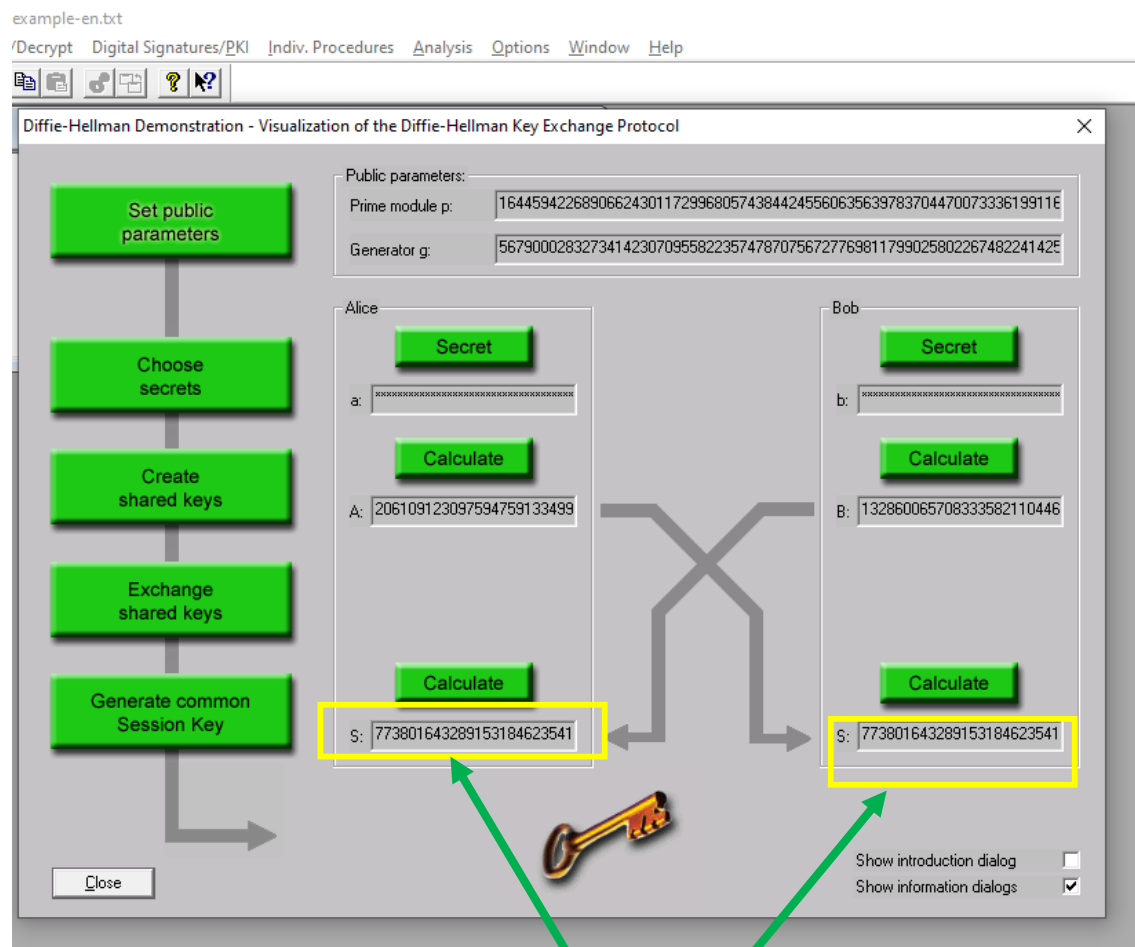 example-en.txt
/Decrypt Digital Signatures/PKI Indiv. Procedures Analysis Options Window Help
Diffie-Hellman Demonstration - Visualization of the Diffie-Hellman Key Exchange Protocol
Set public
parameters
Public parameters:
Prime module p: 16445942268906624301172996805743844245560635639783704470073336199116
Generator g: 56790002832734142307095582235747870756727769811799025802267482241425
Choose
secrets
Create
shared keys
Exchange
shared keys
Generate common
Session Key
Alice
Secret
a: ************************************
Calculate
A: 206109123097594759133499
Calculate
S: 773801643289153184623541
Bob
Secret
b: ************************************
Calculate
B: 132860065708333582110446
Calculate
S: 773801643289153184623541
Show introduction dialog
Show information dialogs
Close